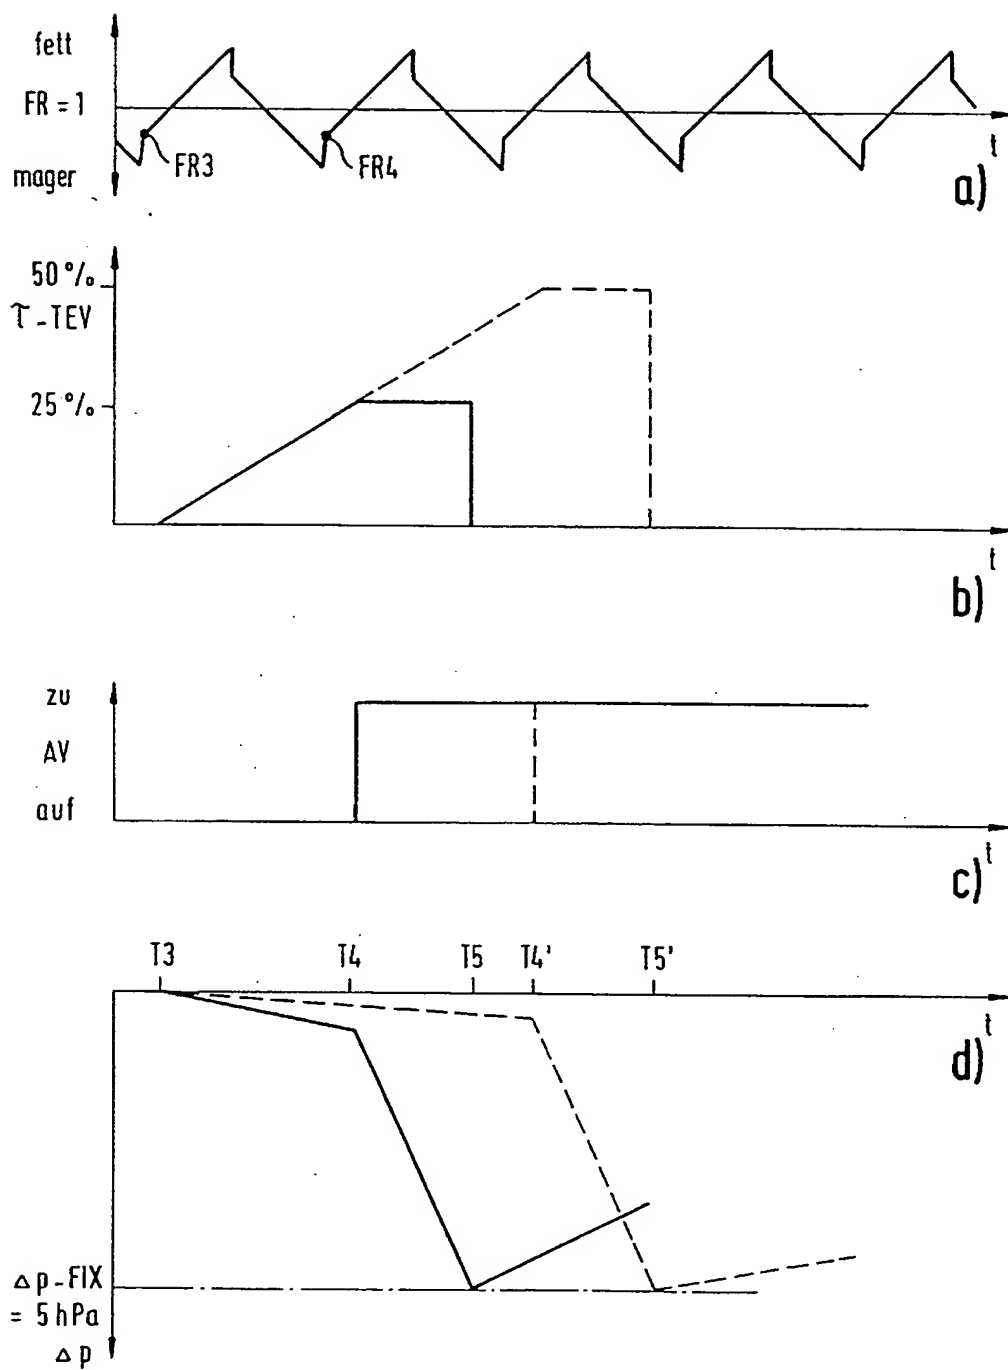 fett
FR = 1
mager
FR3
FR4
t
a)
50 %
τ - TEV
25 %
t
b)
zu
AV
auf
t
c)
T3 T4 T5 T4' T5'
t
d)
Δp - FIX
= 5 hPa
Δp